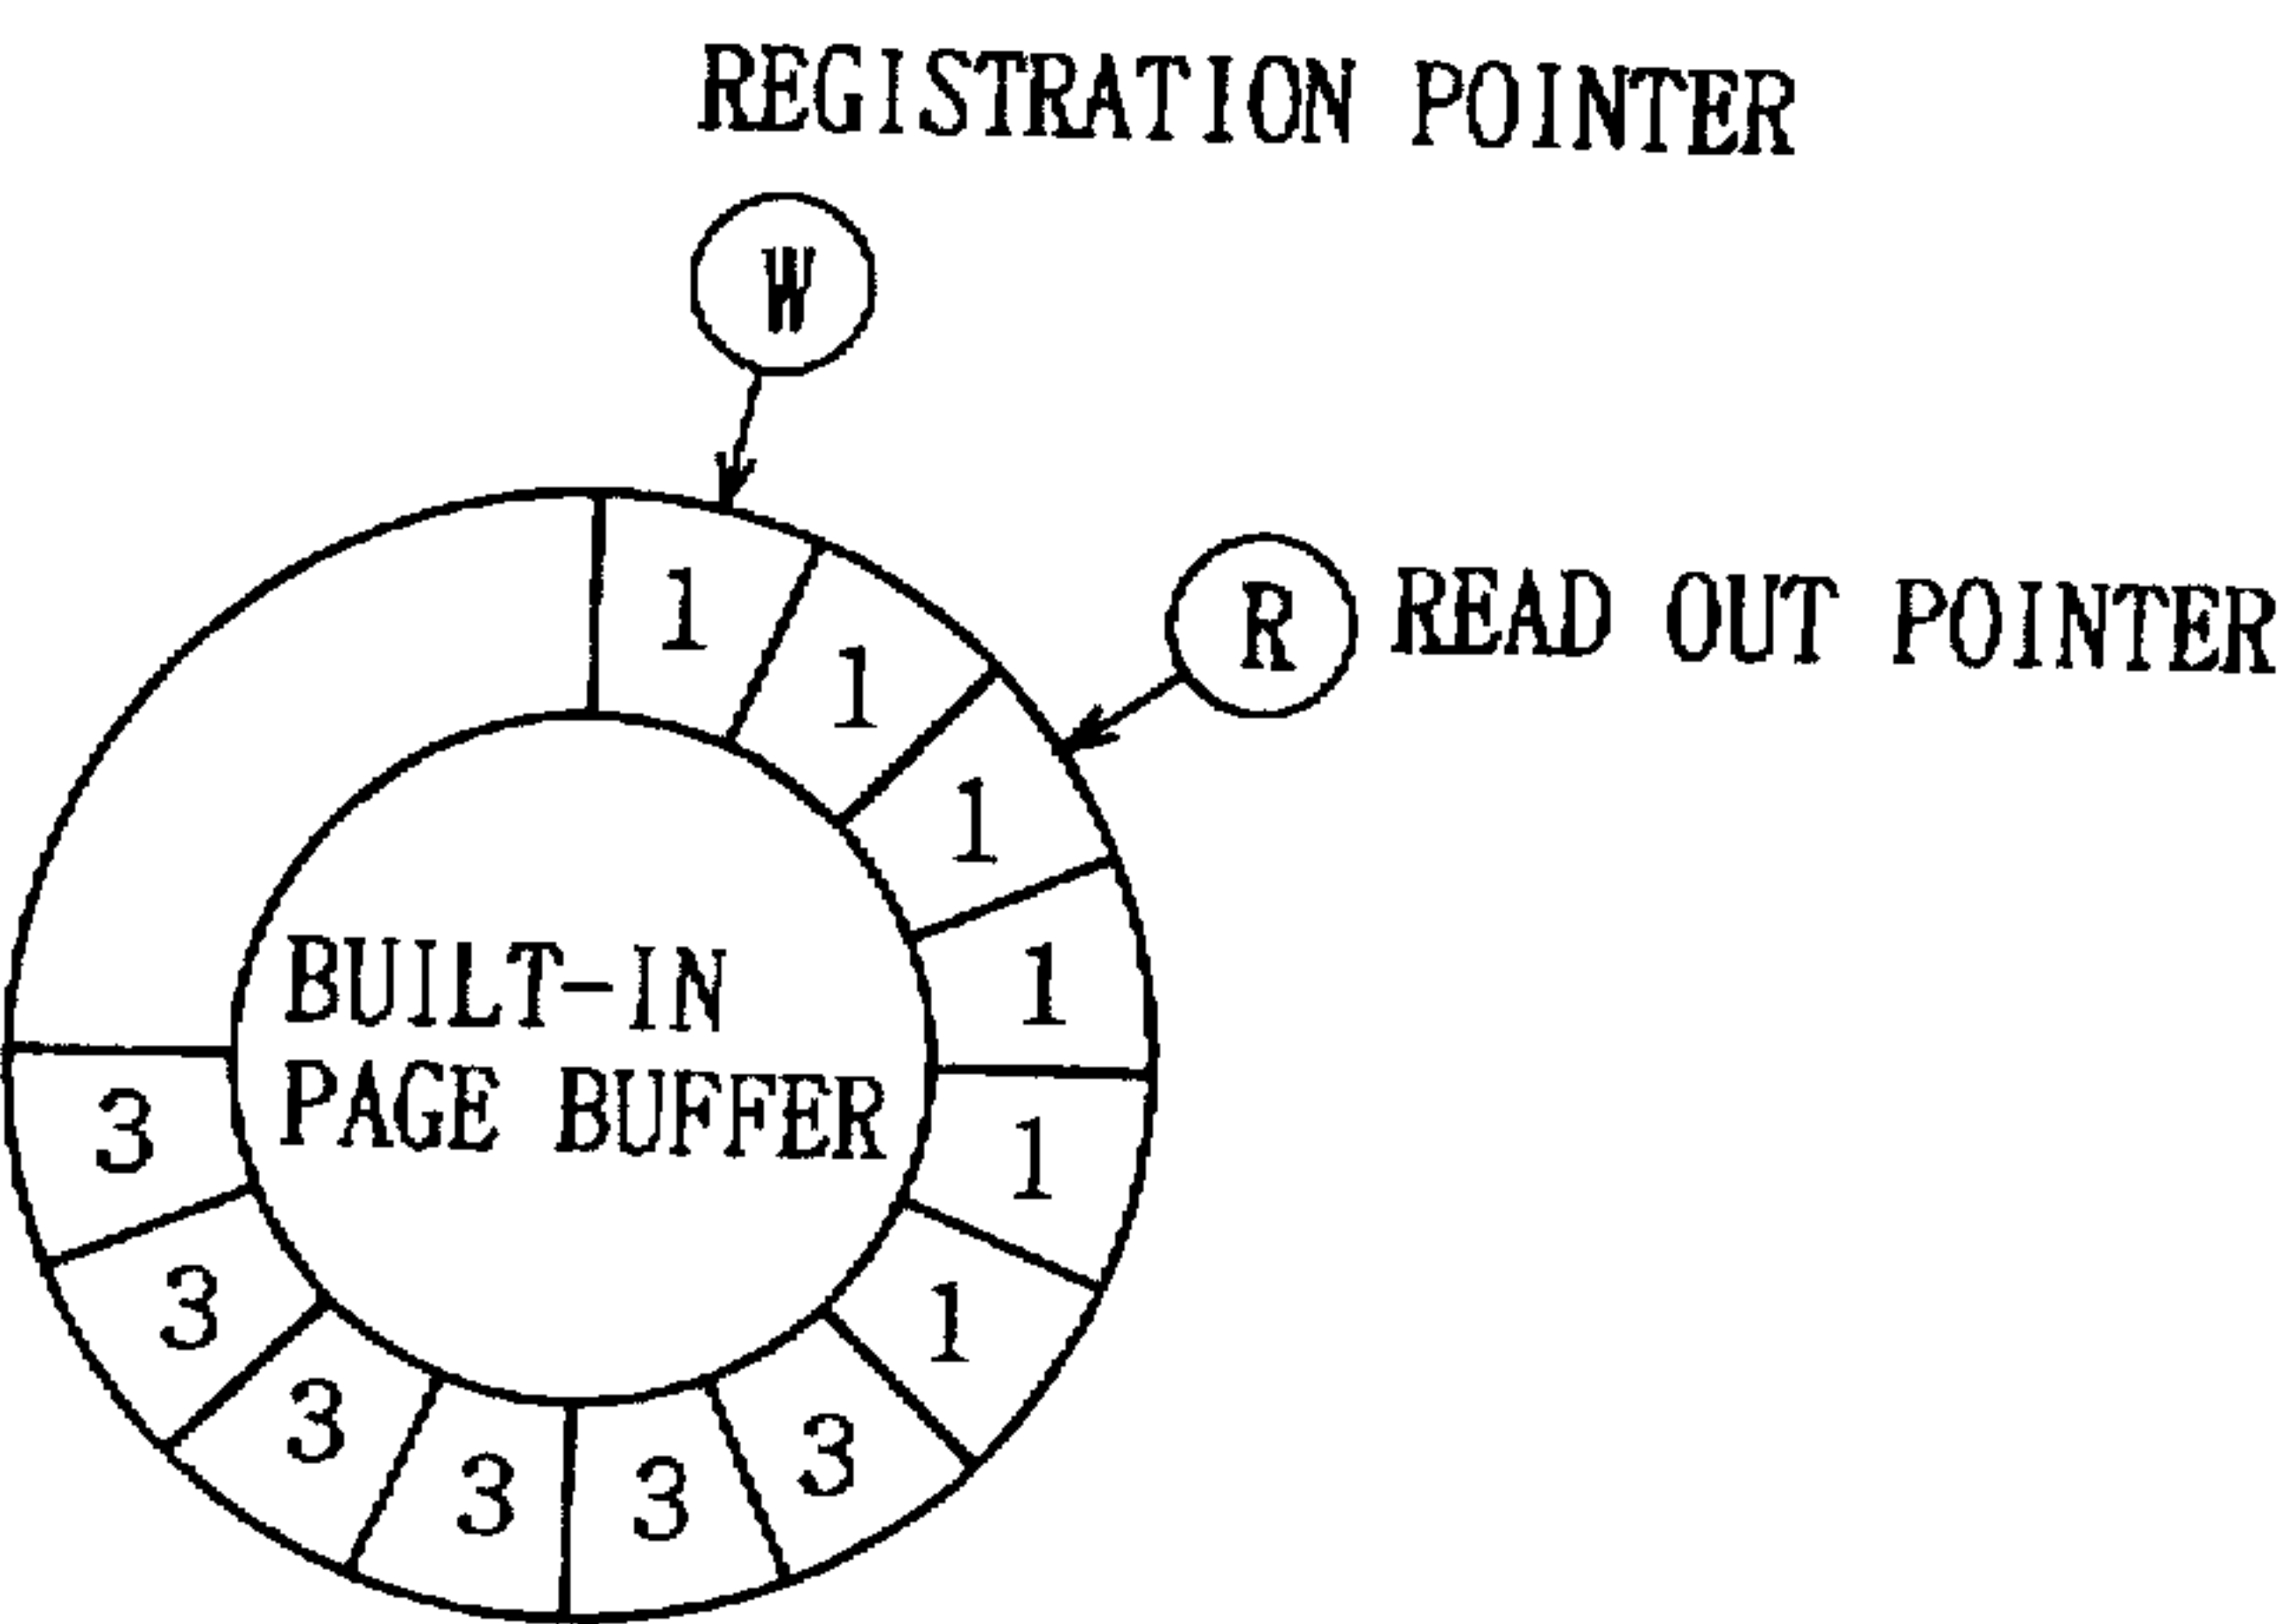 REGISTRATION POINTER
W
R READ OUT POINTER
1
1
1
1
1
1
3
3
3
3
3
3
BUILT-IN
PAGE BUFFER